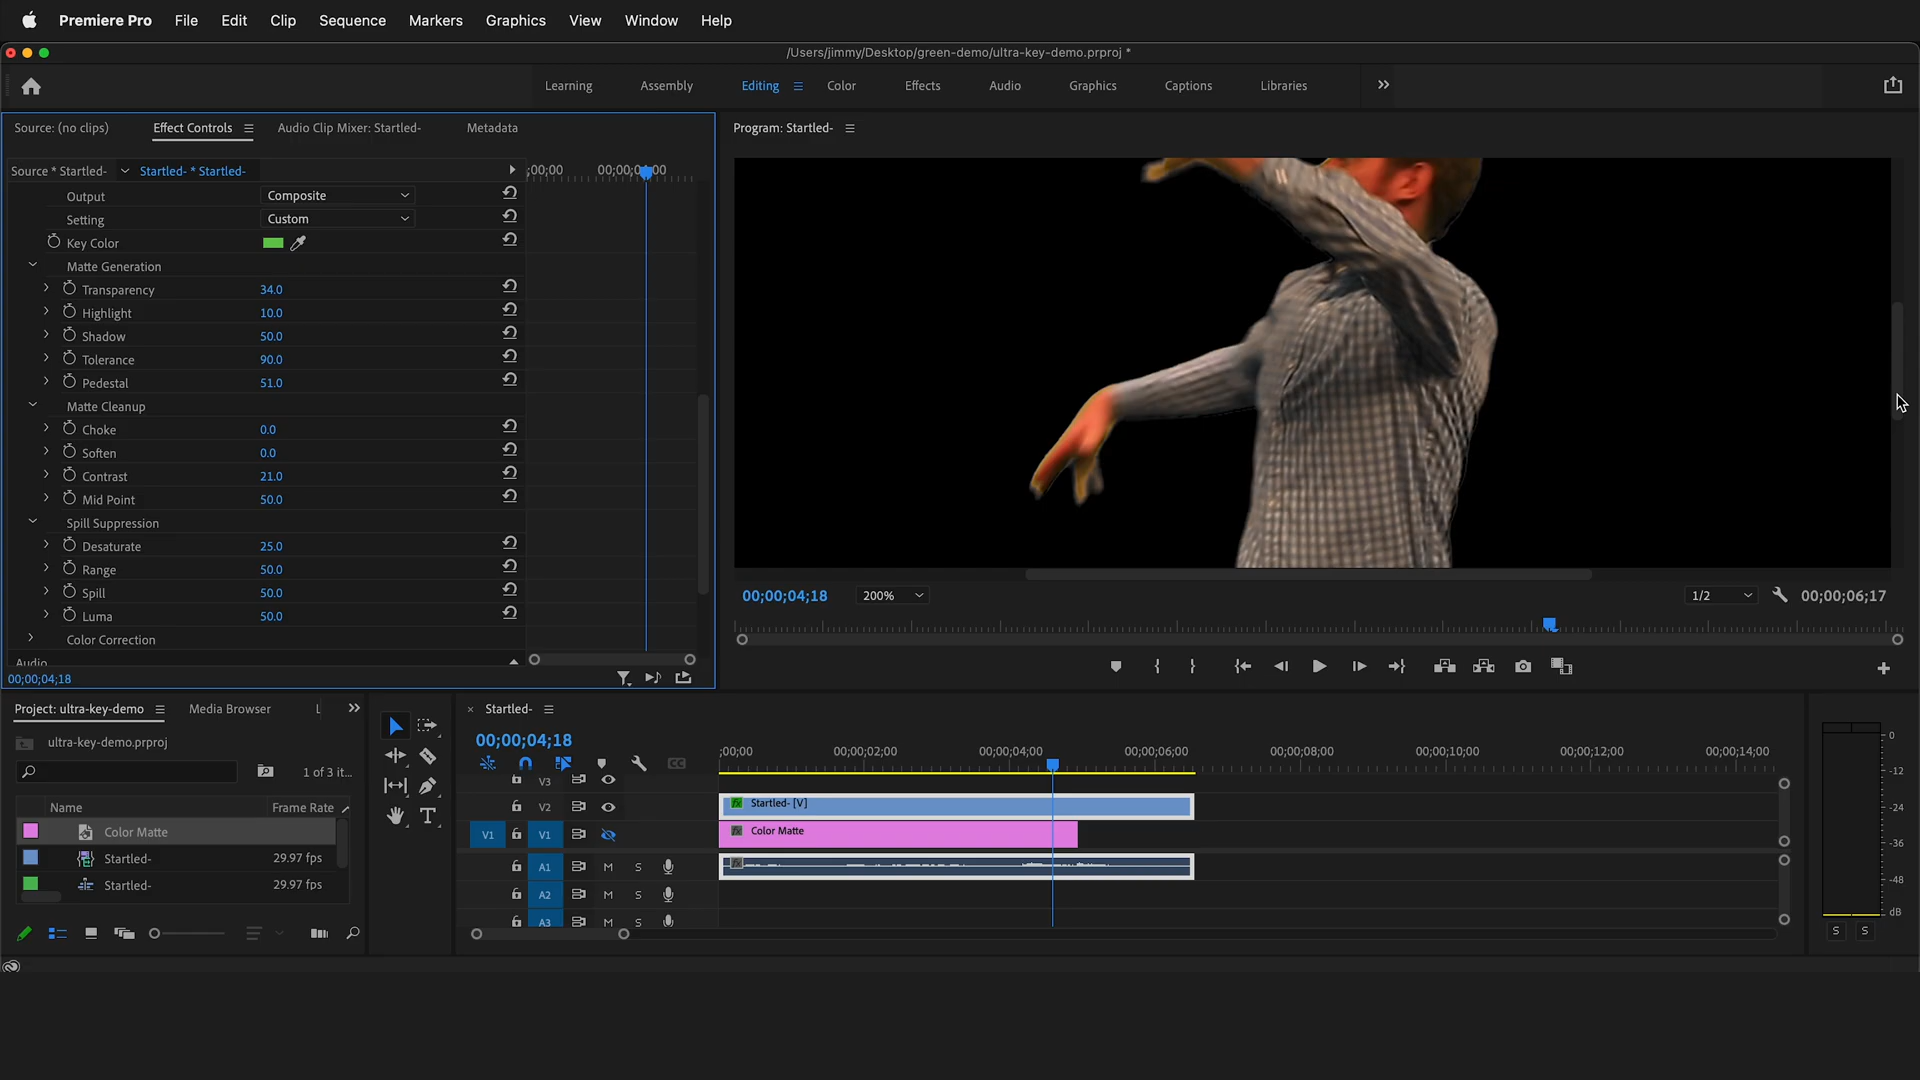 Premiere Pro File Edit Clip Sequence Markers Graphics View Window Help
/Users/jimmy/Desktop/green-demo/ultra-key-demo.prproj *
Learning Assembly Editing Color Effects Audio Graphics Captions Libraries
Source: (no clips) Effect Controls Audio Clip Mixer: Startled- Metadata
Source * Startled- Startled- * Startled- ;00;00
Output Composite
Setting Custom
Key Color
Matte Generation
Transparency 34.0
Highlight 10.0
Shadow 50.0
Tolerance 90.0
Pedestal 51.0
Matte Cleanup
Choke 0.0
Soften 0.0
Contrast 21.0
Mid Point 50.0
Spill Suppression
Desaturate 25.0
Range 50.0
Spill 50.0
Luma 50.0
Color Correction
Audio
00;00;04;18
Program: Startled-
00;00;04;18 200% 1/2 00;00;06;17
Project: ultra-key-demo Media Browser
ultra-key-demo.prproj
1 of 3 it...
Name Frame Rate
Color Matte
Startled- 29.97 fps
Startled- 29.97 fps
T
× Startled-
00;00;04;18
CC
;00;00 00;00;02;00 00;00;04;00 00;00;06;00 00;00;08;00 00;00;10;00 00;00;12;00 00;00;14;00
V3
V2 fx Startled- [V]
V1 V1 fx Color Matte
A1 M S fx
A2 M S
A3 M S
0
-12
-24
-36
-48
dB
S S